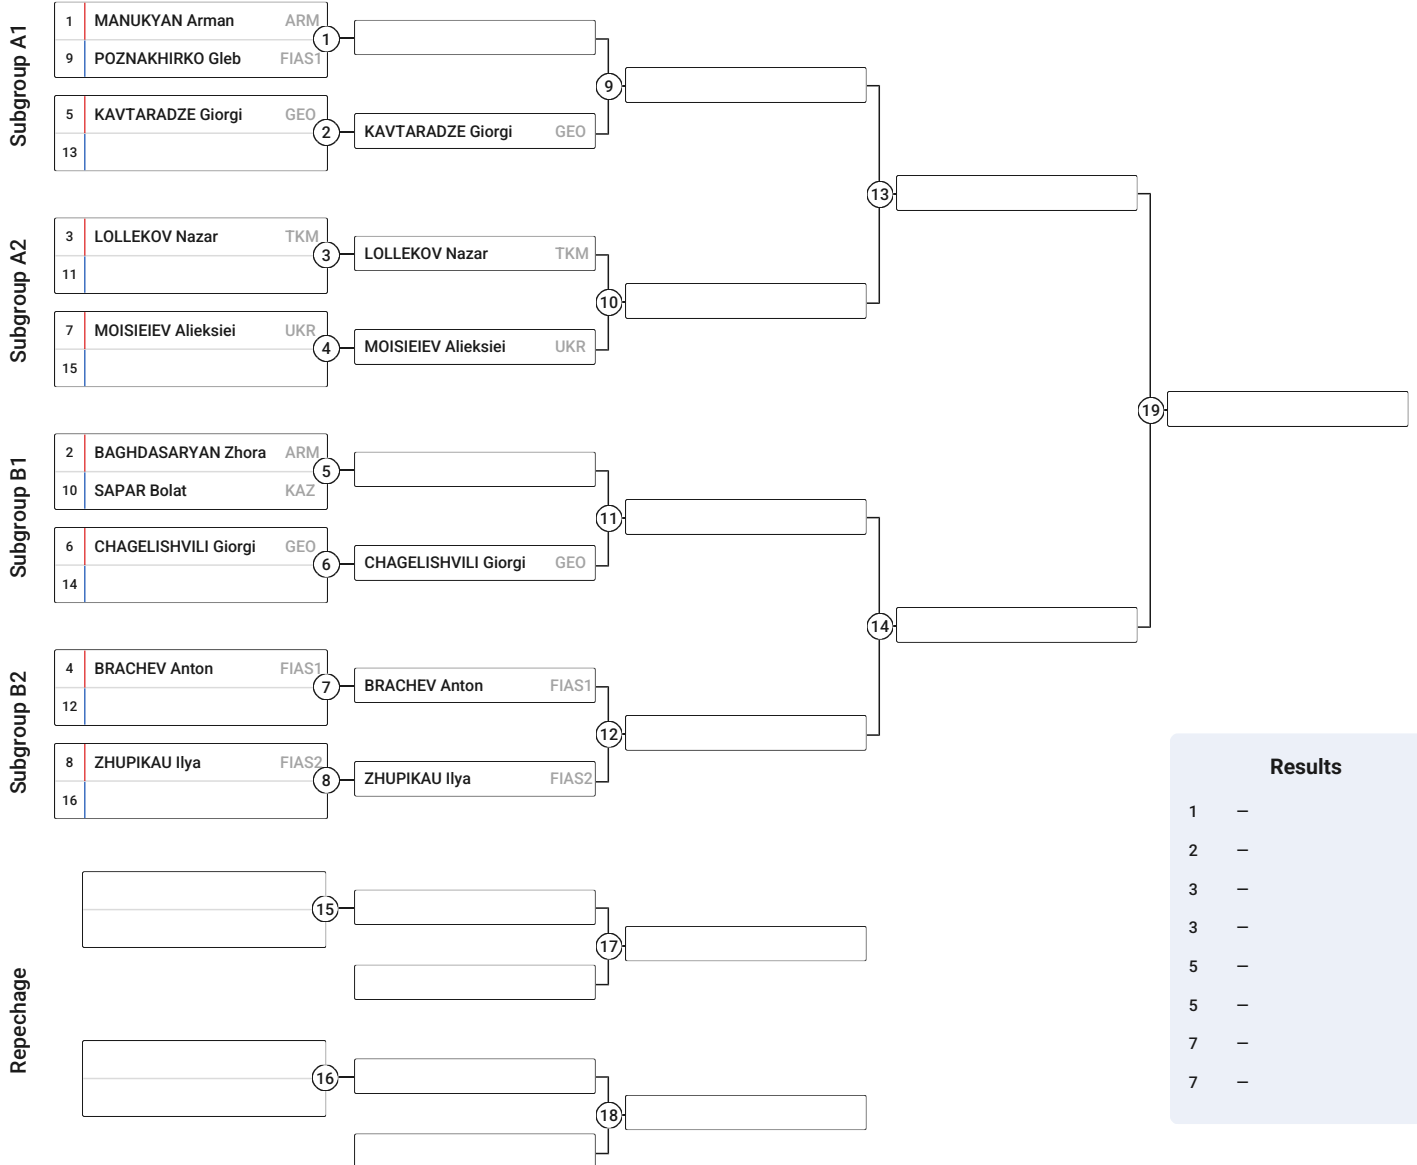 Subgroup A1
1 MANUKYAN Arman ARM
9 POZNAKHIRKO Gleb FIAS1
1
5 KAVTARADZE Giorgi GEO
13
2
KAVTARADZE Giorgi GEO
9
Subgroup A2
3 LOLLEKOV Nazar TKM
11
3
LOLLEKOV Nazar TKM
7 MOISIEIEV Alieksiei UKR
15
4
MOISIEIEV Alieksiei UKR
10
13
Subgroup B1
2 BAGHDASARYAN Zhora ARM
10 SAPAR Bolat KAZ
5
6 CHAGELISHVILI Giorgi GEO
14
6
CHAGELISHVILI Giorgi GEO
11
Subgroup B2
4 BRACHEV Anton FIAS1
12
7
BRACHEV Anton FIAS1
8 ZHUPIKAU Ilya FIAS2
16
8
ZHUPIKAU Ilya FIAS2
12
14
19
Repechage
15
17
16
18
Results
1 –
2 –
3 –
3 –
5 –
5 –
7 –
7 –